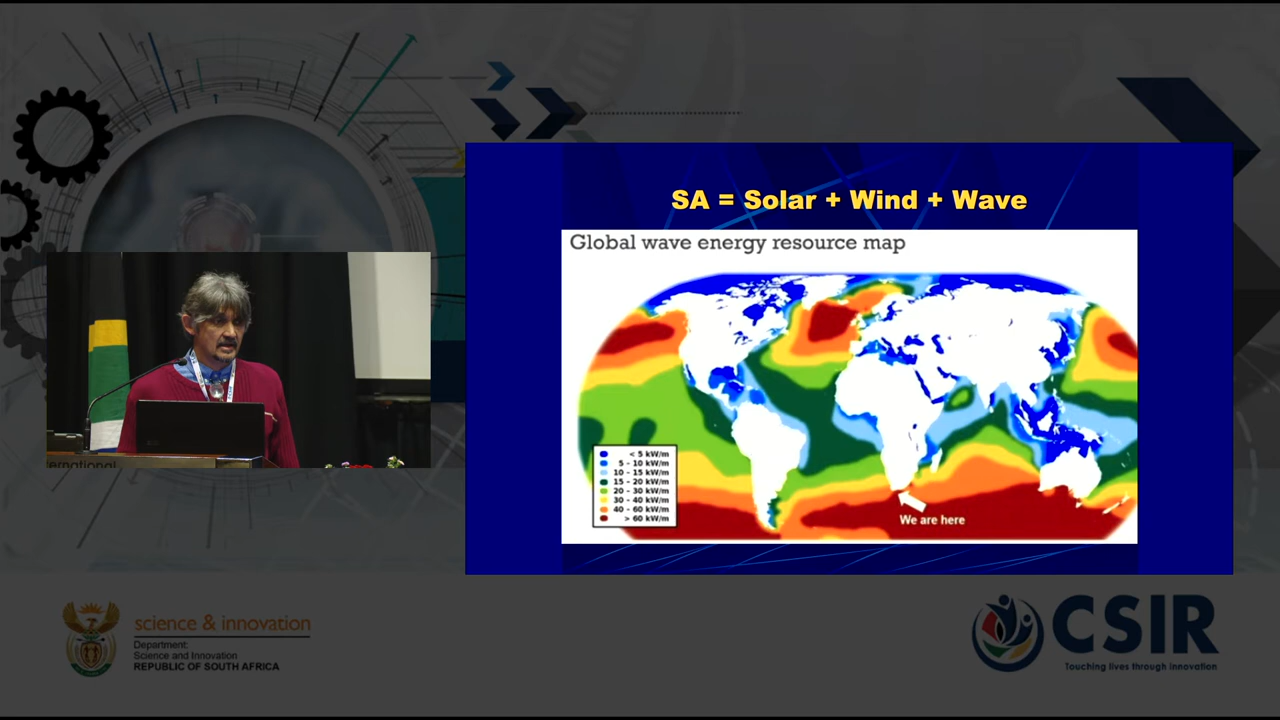 SA = Solar + Wind + Wave
Global wave energy resource map
< 5 kW/m
5 - 10 kW/m
10 - 15 kW/m
15 - 20 kW/m
20 - 30 kW/m
30 - 40 kW/m
40 - 60 kW/m
> 60 kW/m
We are here
ernational
science & innovation
Department:
Science and Innovation
REPUBLIC OF SOUTH AFRICA
CSIR
Touching lives through innovation